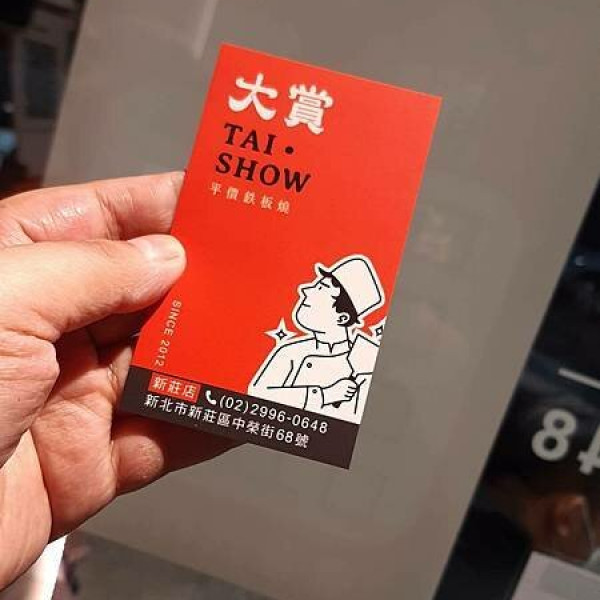 大賞
TAI •
SHOW
平價鉄板燒
SINCE 2012
新莊店 (02)2996-0648
新北市新莊區中榮街68號
48